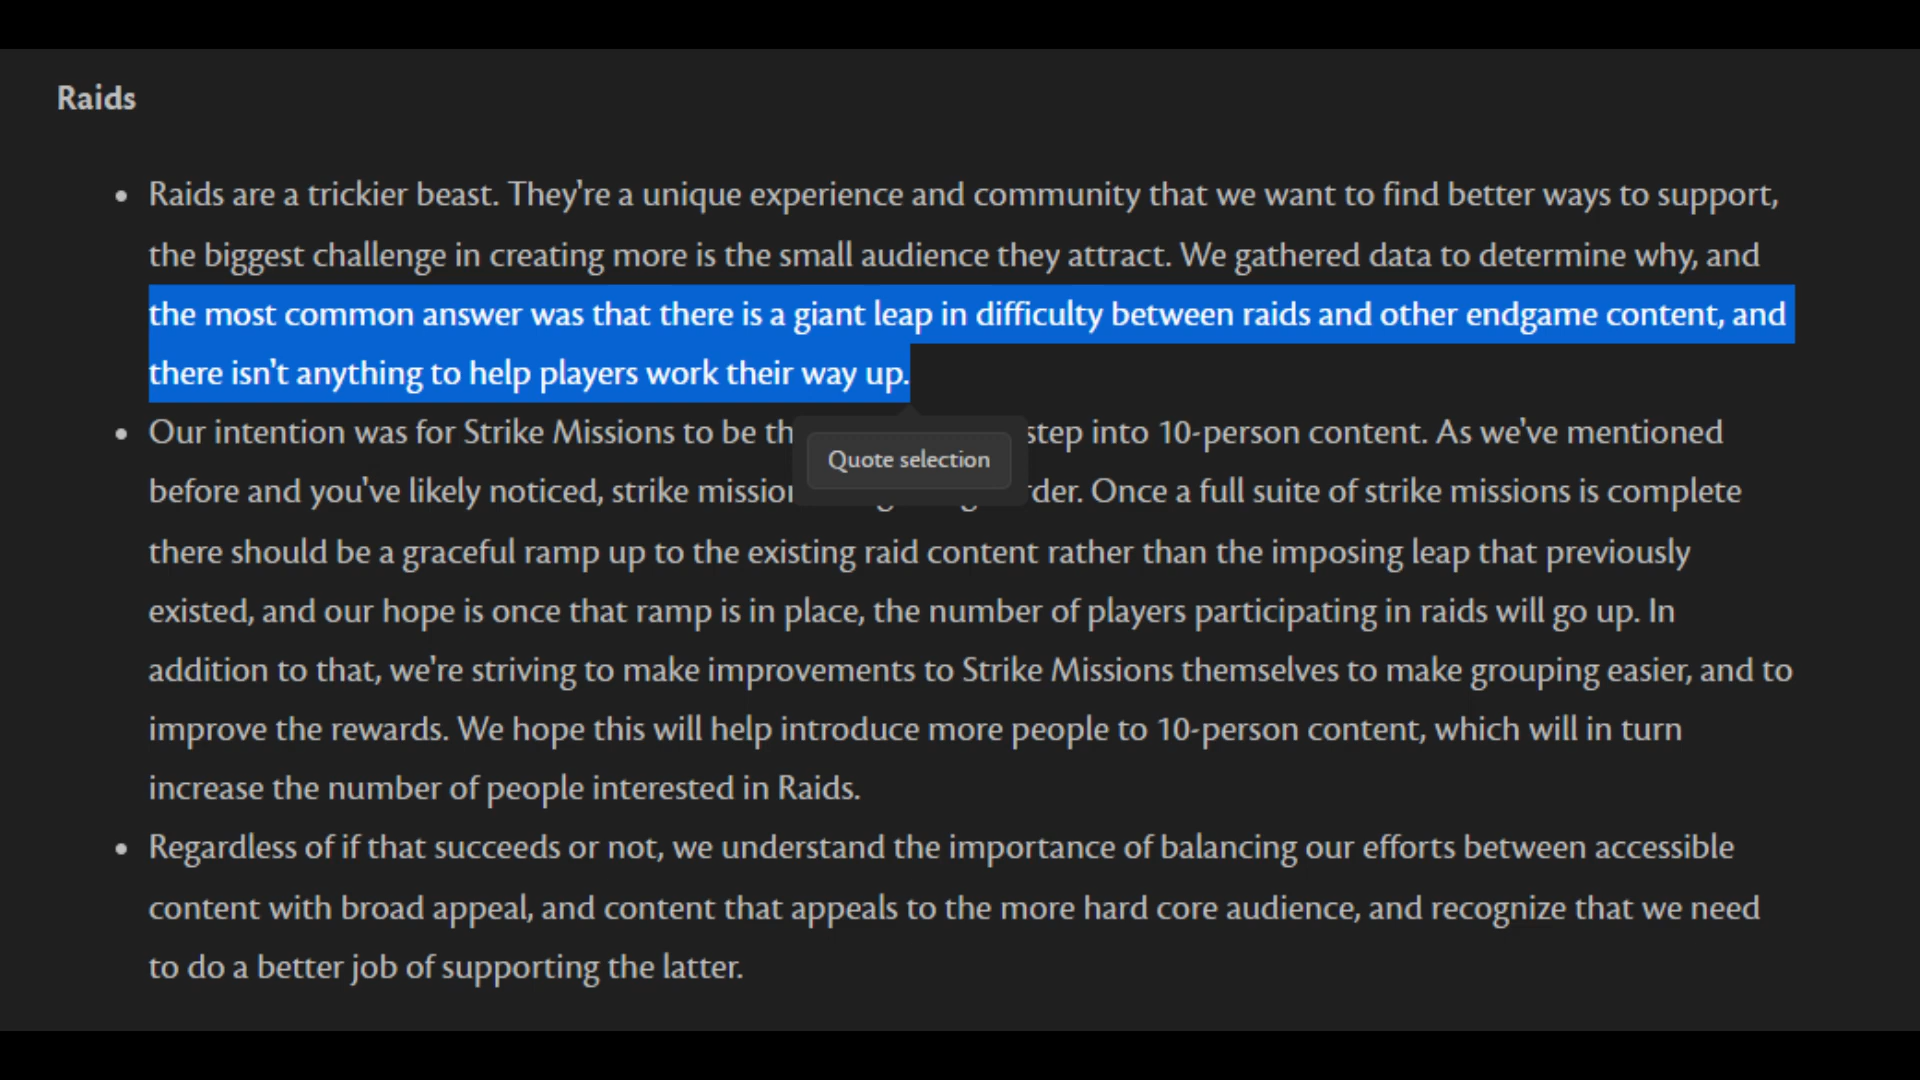 Raids
• Raids are a trickier beast. They're a unique experience and community that we want to find better ways to support,
the biggest challenge in creating more is the small audience they attract. We gathered data to determine why, and
the most common answer was that there is a giant leap in difficulty between raids and other endgame content, and
there isn't anything to help players work their way up.
• Our intention was for Strike Missions to be step into 10-person content. As we've mentioned
Quote selection
before and you've likely noticed, strike Once a full suite of strike missions is complete
there should be a graceful ramp up to the existing raid content rather than the imposing leap that previously
existed, and our hope is once that ramp is in place, the number of players participating in raids will go up. In
addition to that, we're striving to make improvements to Strike Missions themselves to make grouping easier, and to
improve the rewards. We hope this will help introduce more people to 10-person content, which will in turn
increase the number of people interested in Raids.
• Regardless of if that succeeds or not, we understand the importance of balancing our efforts between accessible
content with broad appeal, and content that appeals to the more hard core audience, and recognize that we need
to do a better job of supporting the latter.